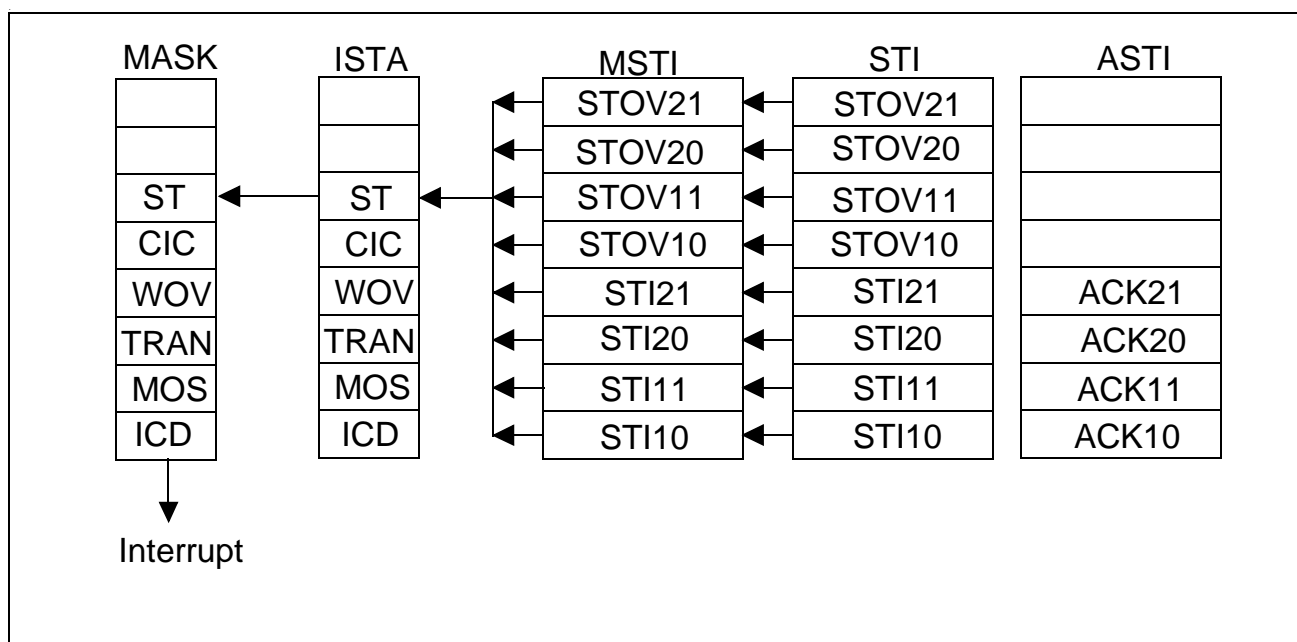 MASK ISTA MSTI STI ASTI
STOV21 STOV21
STOV20 STOV20
ST ST STOV11 STOV11
CIC CIC STOV10 STOV10
WOV WOV STI21 STI21 ACK21
TRAN TRAN STI20 STI20 ACK20
MOS MOS STI11 STI11 ACK11
ICD ICD STI10 STI10 ACK10
Interrupt